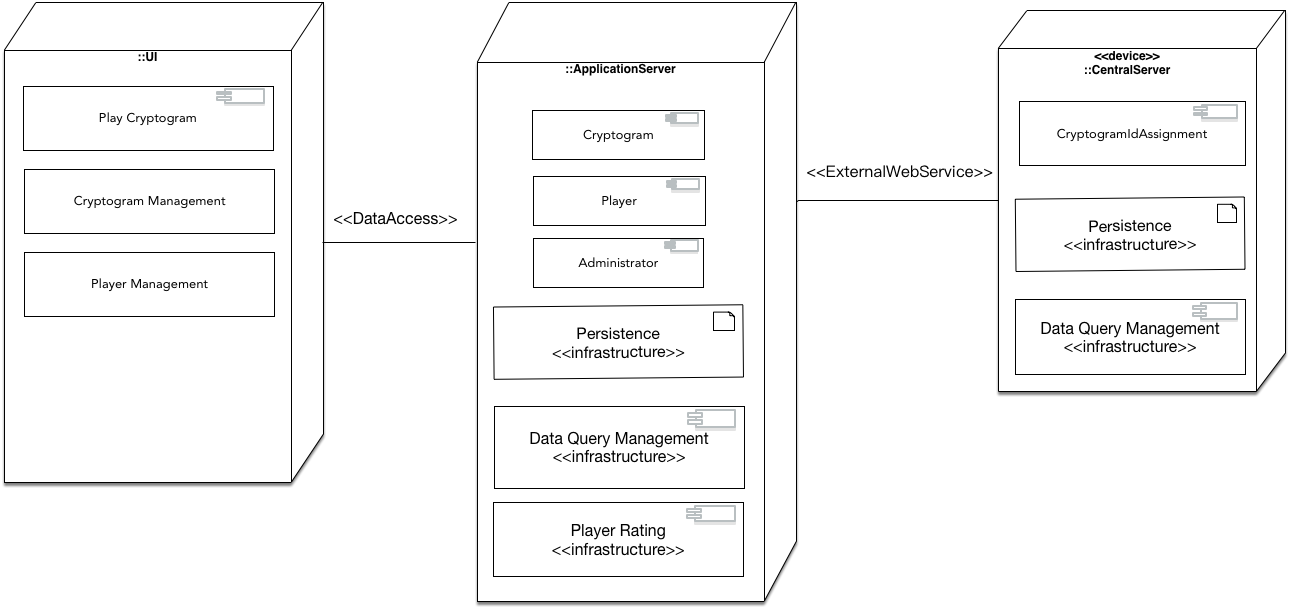 ::UI
Play Cryptogram
Cryptogram Management
Player Management
<<DataAccess>>
::ApplicationServer
Cryptogram
Player
Administrator
Persistence
<<infrastructure>>
Data Query Management
<<infrastructure>>
Player Rating
<<infrastructure>>
<<ExternalWebService>>
<<device>>
::CentralServer
CryptogramIdAssignment
Persistence
<<infrastructure>>
Data Query Management
<<infrastructure>>